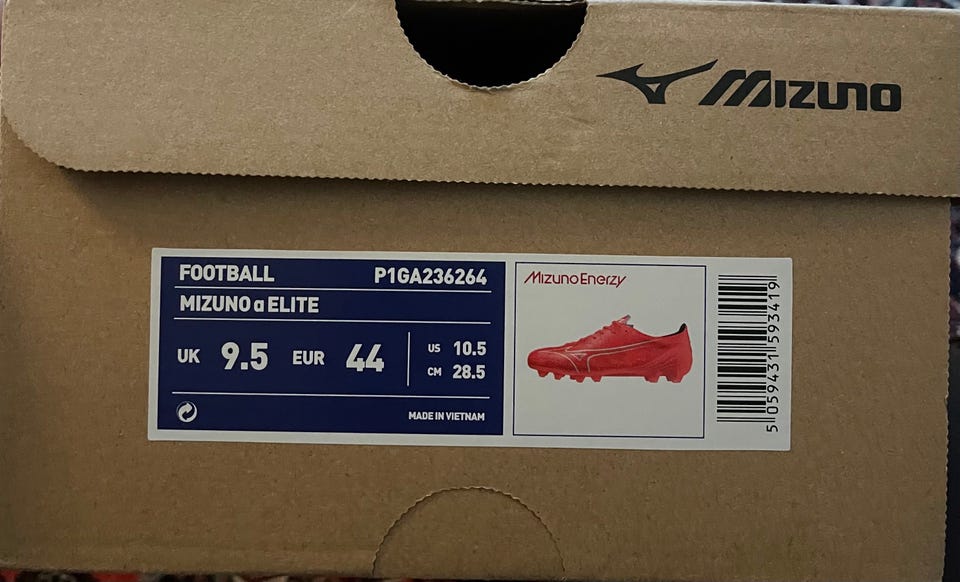 MIZUNO
FOOTBALL P1GA236264
MIZUNO α ELITE
UK 9.5 EUR 44
US 10.5
CM 28.5
MADE IN VIETNAM
MizunoEnerzy
5 059431 593419